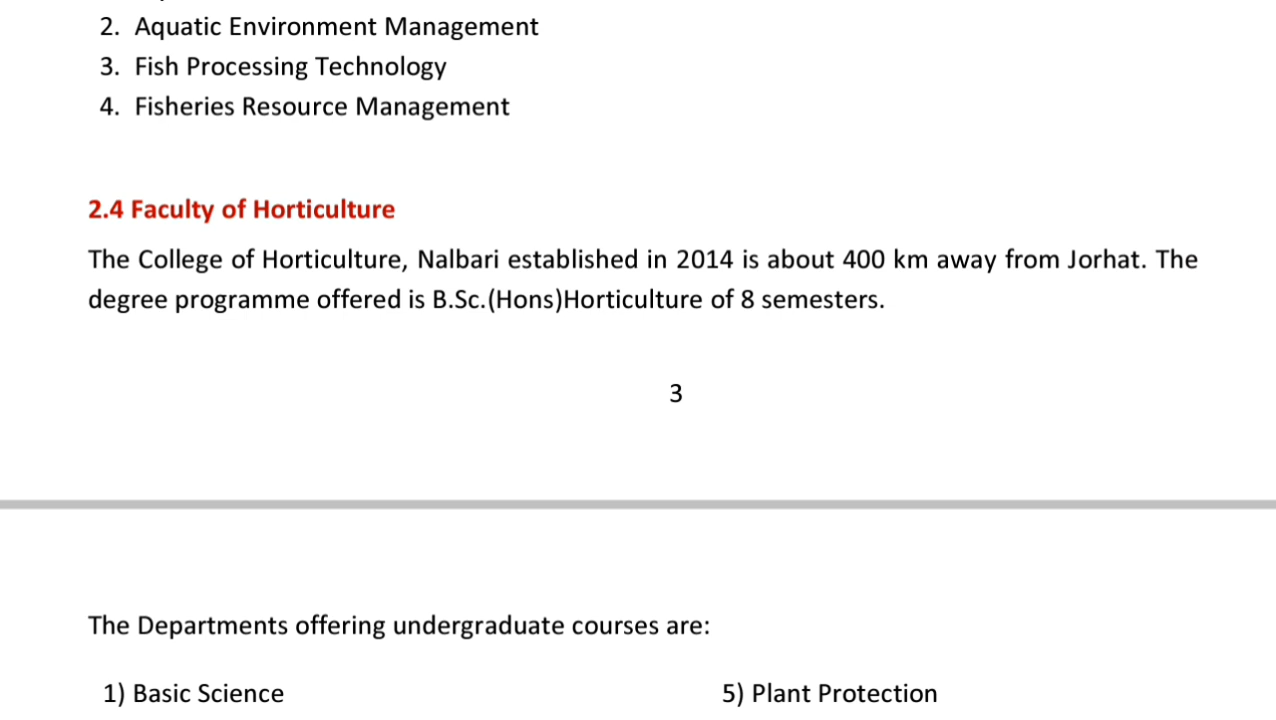 2. Aquatic Environment Management
3. Fish Processing Technology
4. Fisheries Resource Management
2.4 Faculty of Horticulture
The College of Horticulture, Nalbari established in 2014 is about 400 km away from Jorhat. The
degree programme offered is B.Sc.(Hons)Horticulture of 8 semesters.
3
The Departments offering undergraduate courses are:
1) Basic Science
5) Plant Protection